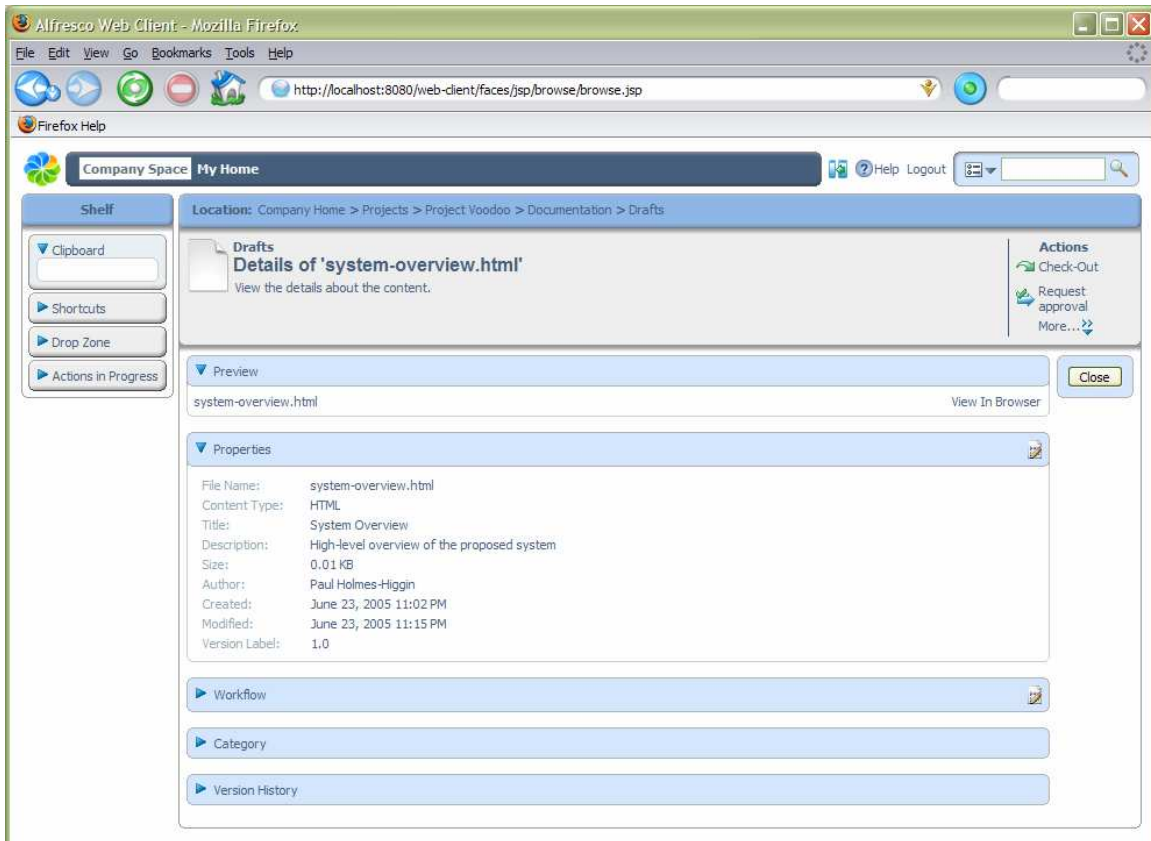 Alfresco Web Client - Mozilla Firefox
File Edit View Go Bookmarks Tools Help
http://localhost:8080/web-client/faces/jsp/browse/browse.jsp
Firefox Help
Company Space My Home
Help Logout
Shelf
Location: Company Home > Projects > Project Voodoo > Documentation > Drafts
Clipboard
Shortcuts
Drop Zone
Actions in Progress
Drafts
Details of 'system-overview.html'
View the details about the content.
Actions
Check-Out
Request
approval
More...
Preview
Close
system-overview.html View In Browser
Properties
File Name: system-overview.html
Content Type: HTML
Title: System Overview
Description: High-level overview of the proposed system
Size: 0.01 KB
Author: Paul Holmes-Higgin
Created: June 23, 2005 11:02 PM
Modified: June 23, 2005 11:15 PM
Version Label: 1.0
Workflow
Category
Version History